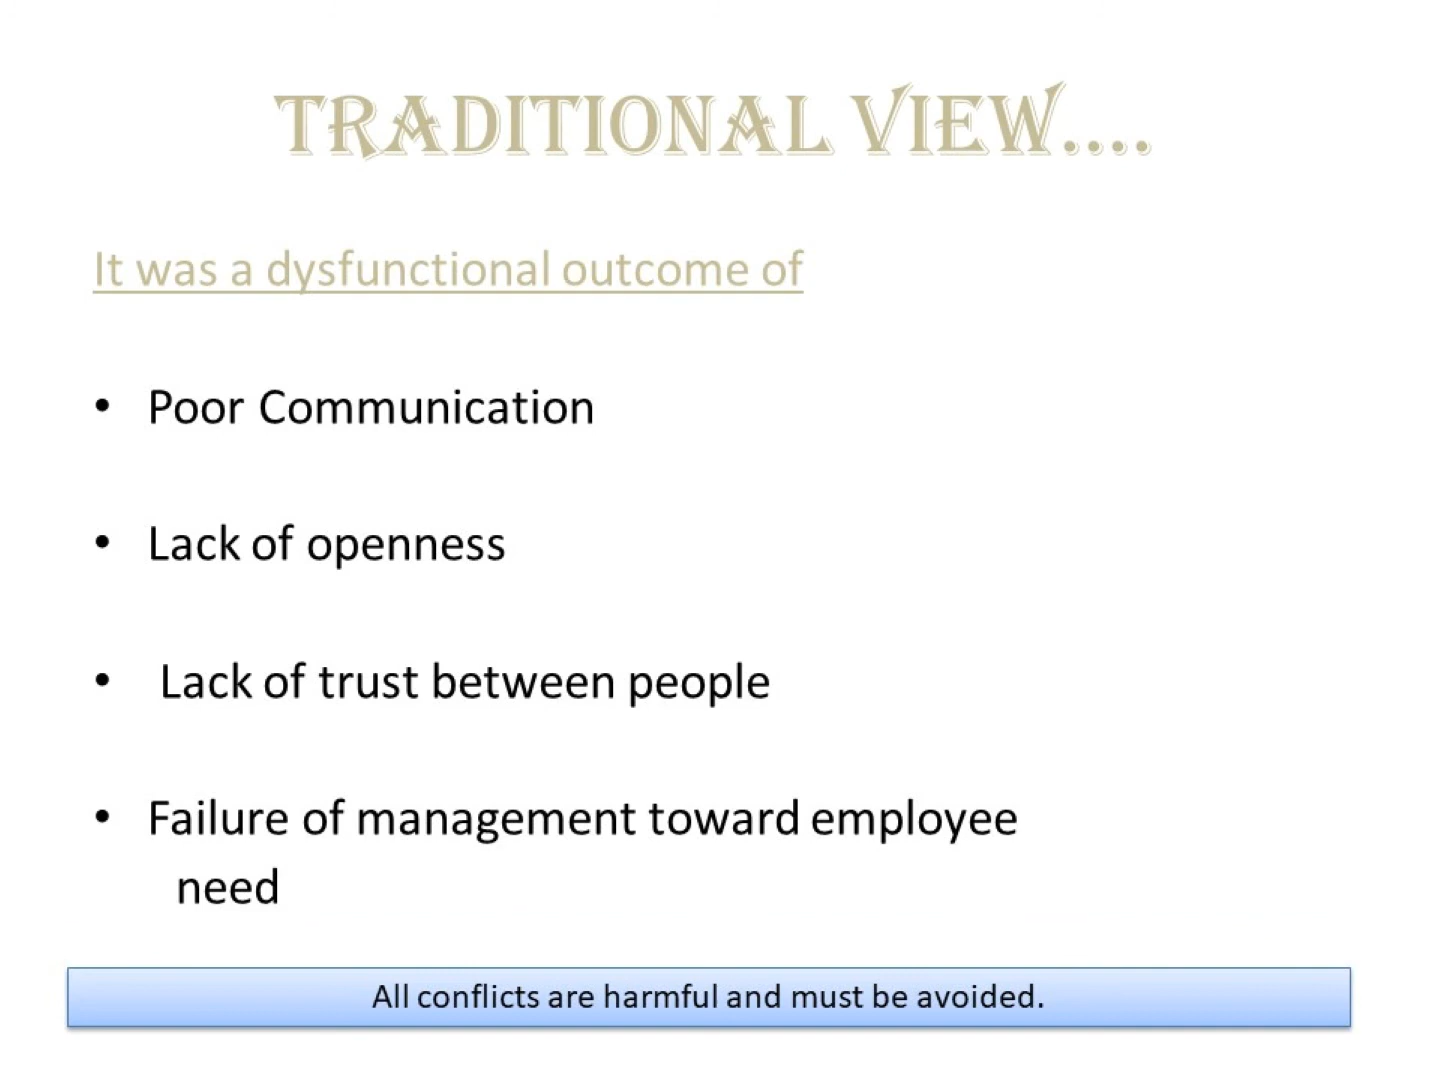 TRADITIONAL VIEW....
It was a dysfunctional outcome of
• Poor Communication
• Lack of openness
• Lack of trust between people
• Failure of management toward employee
need
All conflicts are harmful and must be avoided.